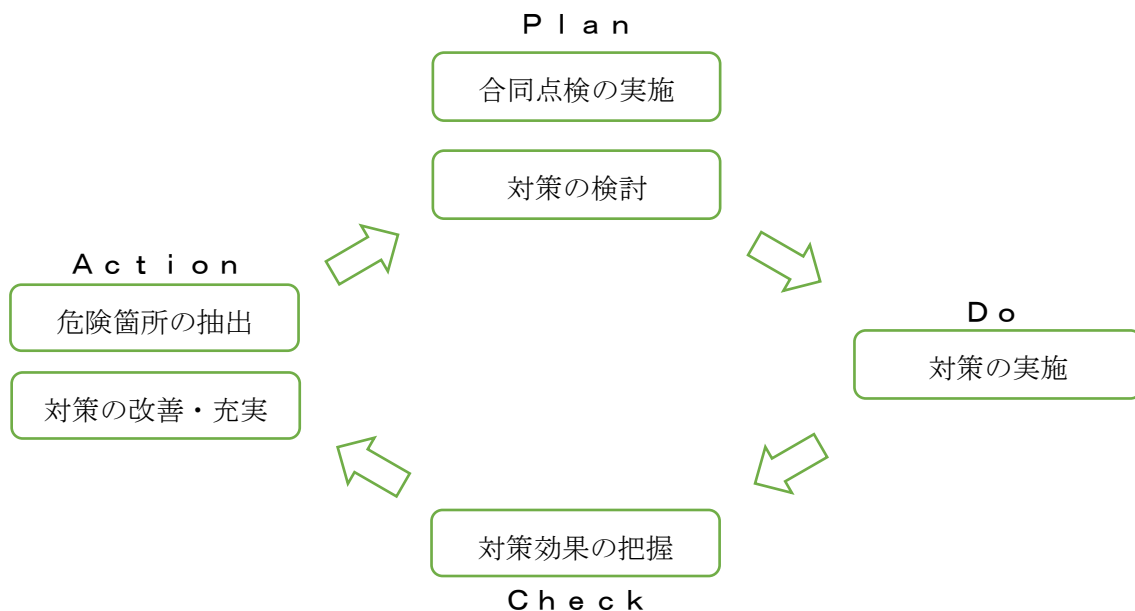 Ｐｌａｎ
合同点検の実施
対策の検討
Ａｃｔｉｏｎ
危険箇所の抽出
対策の改善・充実
Ｄｏ
対策の実施
対策効果の把握
Ｃｈｅｃｋ